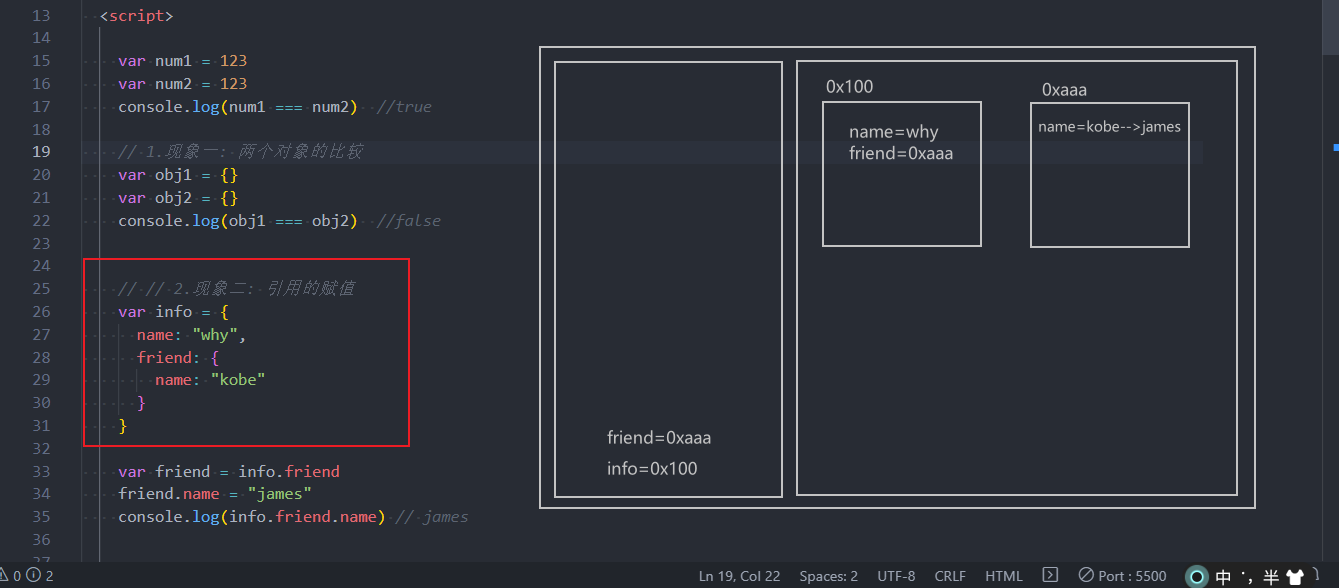 13 <script>
14
15 var num1 = 123
16 var num2 = 123
17 console.log(num1 === num2) //true
18
19 // 1.现象一: 两个对象的比较
20 var obj1 = {}
21 var obj2 = {}
22 console.log(obj1 === obj2) //false
23
24
25 // // 2.现象二: 引用的赋值
26 var info = {
27 name: "why",
28 friend: {
29 name: "kobe"
30 }
31 }
32
33 var friend = info.friend
34 friend.name = "james"
35 console.log(info.friend.name) // james
36
37
0x100
name=why
friend=0xaaa
0xaaa
name=kobe-->james
friend=0xaaa
info=0x100
0 2 Ln 19, Col 22 Spaces: 2 UTF-8 CRLF HTML Port : 5500 中 ·, 半